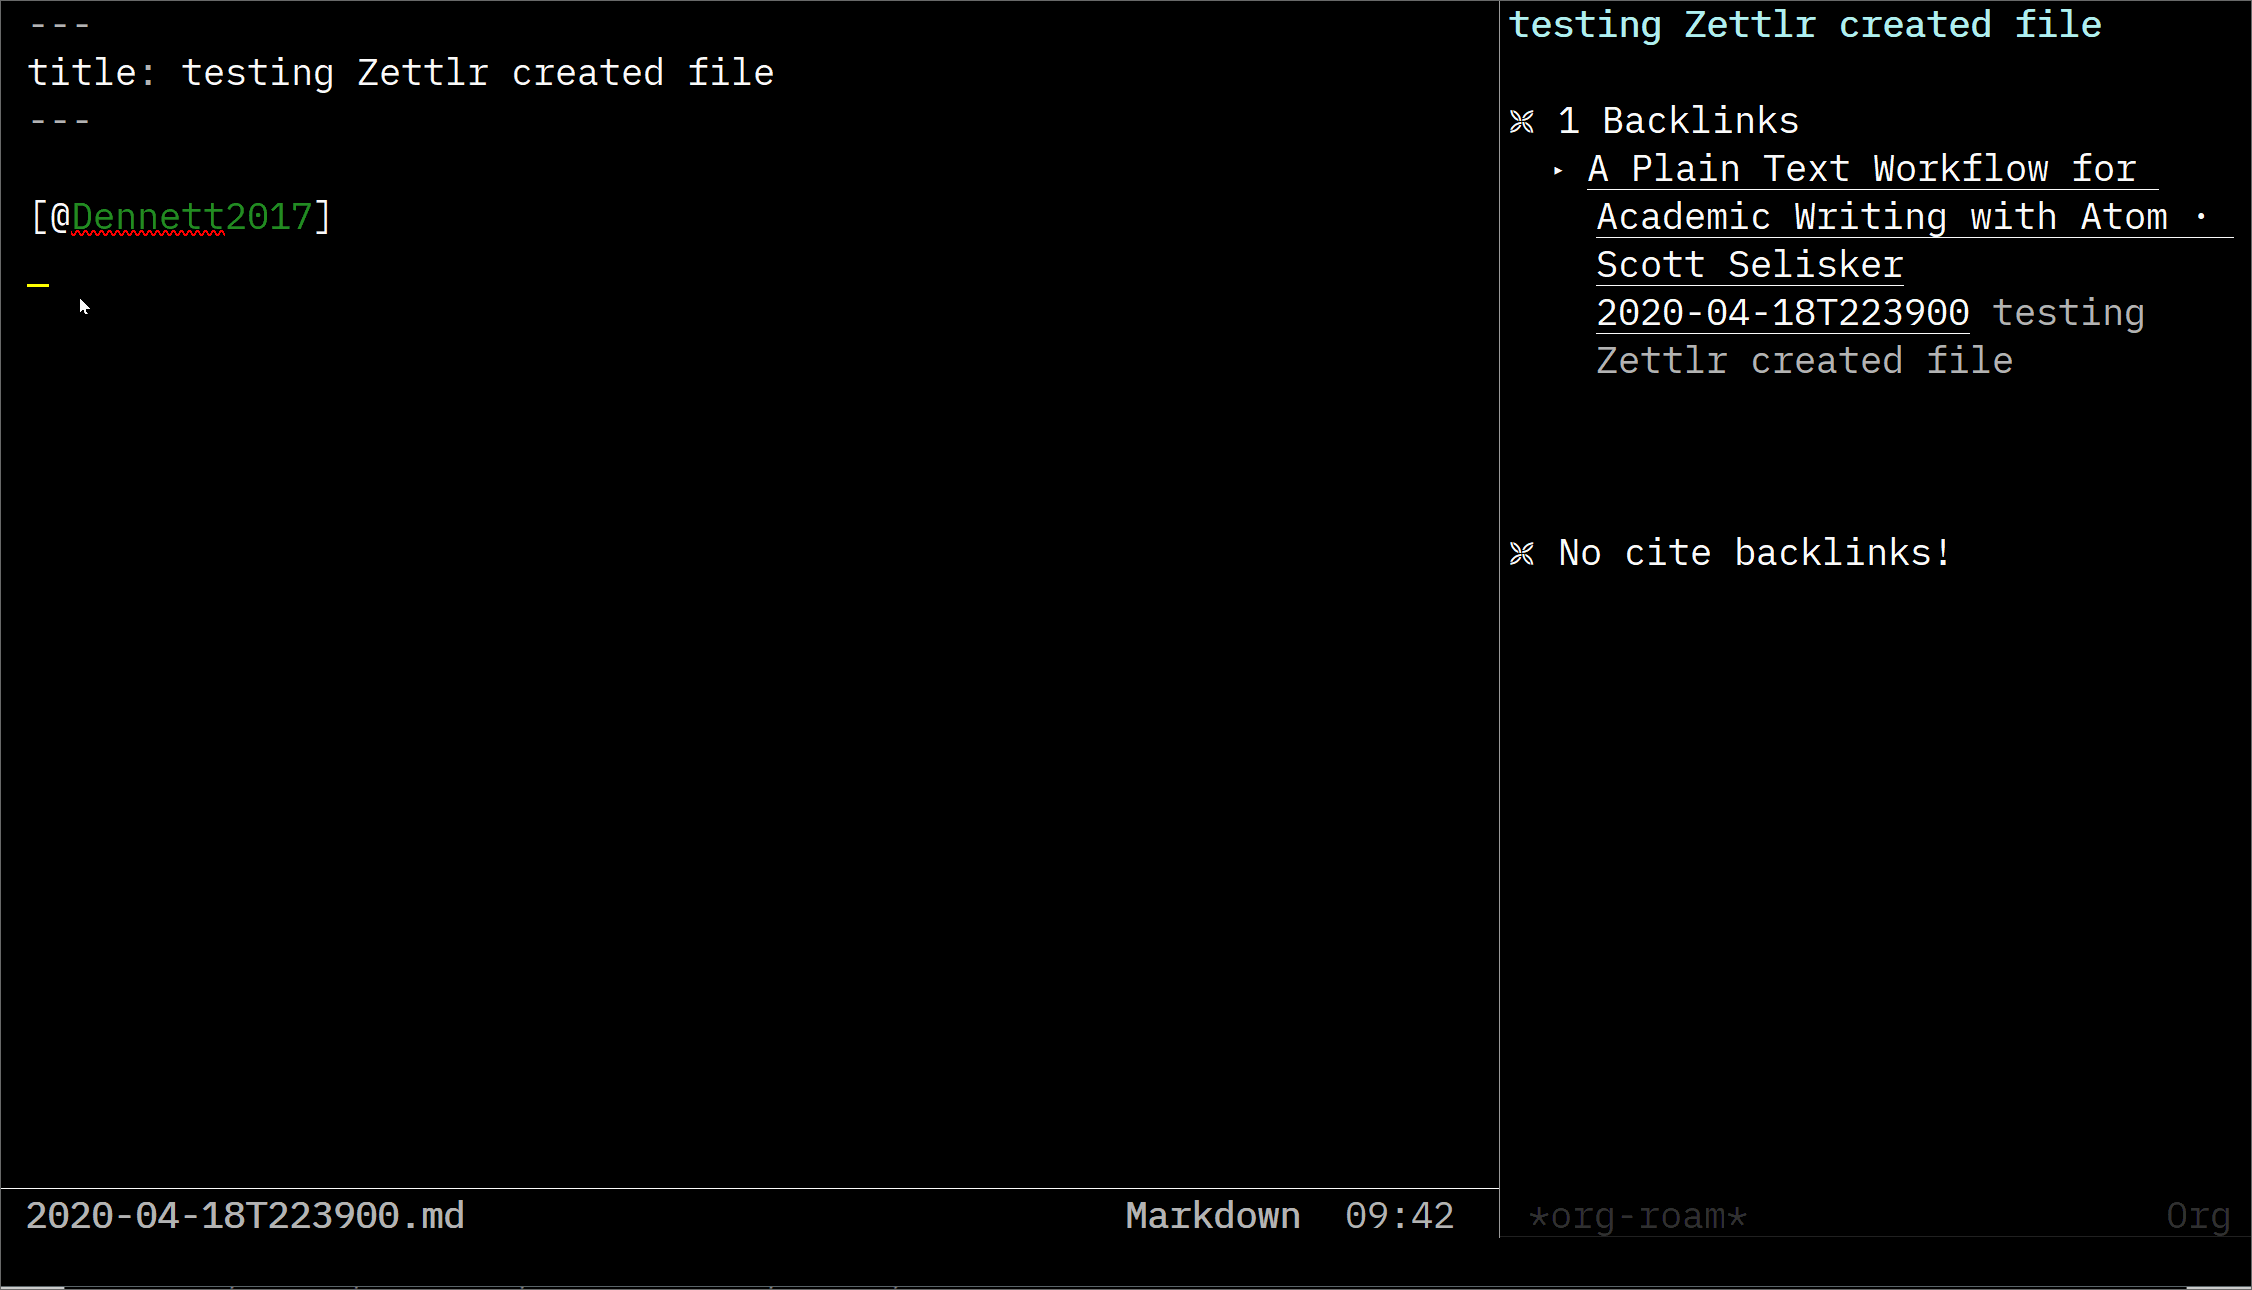 ---
title: testing Zettlr created file
---
[@Dennett2017]
2020-04-18T223900.md Markdown 09:42
testing Zettlr created file
1 Backlinks
A Plain Text Workflow for
Academic Writing with Atom ·
Scott Selisker
2020-04-18T223900 testing
Zettlr created file
No cite backlinks!
*org-roam* Org